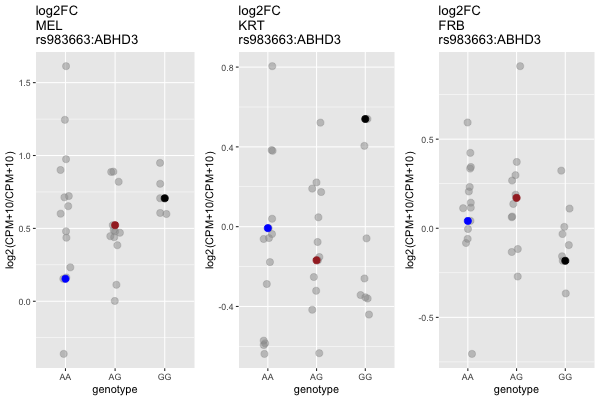 log2FC
MEL
rs983663:ABHD3
log2(CPM+10/CPM+10)
1.5
1.0
0.5
0.0
AA
AG
GG
genotype
log2FC
KRT
rs983663:ABHD3
log2(CPM+10/CPM+10)
0.8
0.4
0.0
-0.4
AA
AG
GG
genotype
log2FC
FRB
rs983663:ABHD3
log2(CPM+10/CPM+10)
0.5
0.0
-0.5
AA
AG
GG
genotype